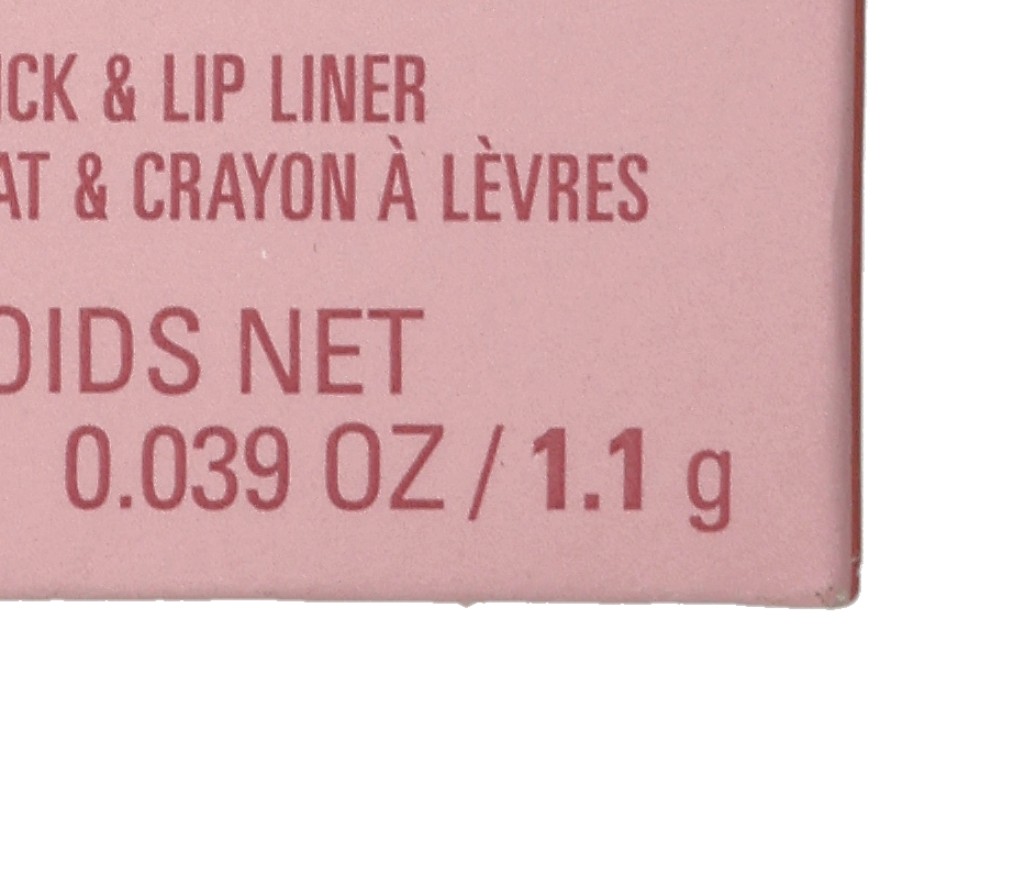 ICK & LIP LINER
AT & CRAYON À LÈVRES
OIDS NET
0.039 OZ / 1.1 g